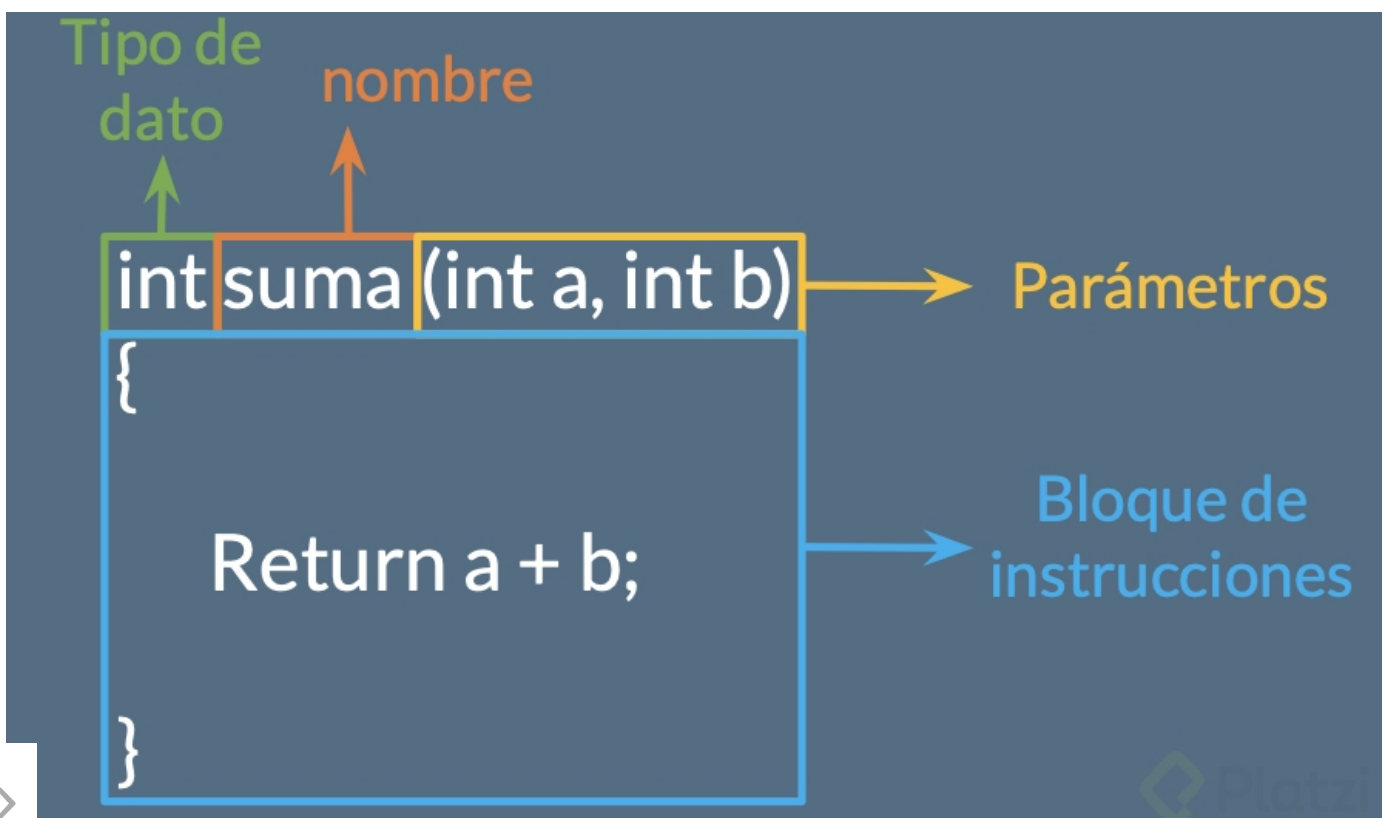 Tipo de
dato
nombre
int suma (int a, int b)
Parámetros
{
Return a + b;
}
Bloque de
instrucciones
Platzi